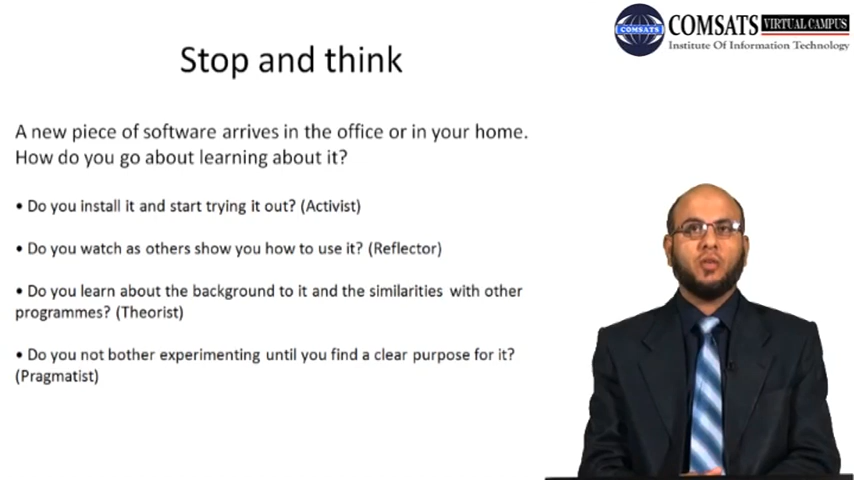 COMSATS
COMSATS VIRTUAL CAMPUS
Institute Of Information Technology
Stop and think
A new piece of software arrives in the office or in your home.
How do you go about learning about it?
• Do you install it and start trying it out? (Activist)
• Do you watch as others show you how to use it? (Reflector)
• Do you learn about the background to it and the similarities with other
programmes? (Theorist)
• Do you not bother experimenting until you find a clear purpose for it?
(Pragmatist)